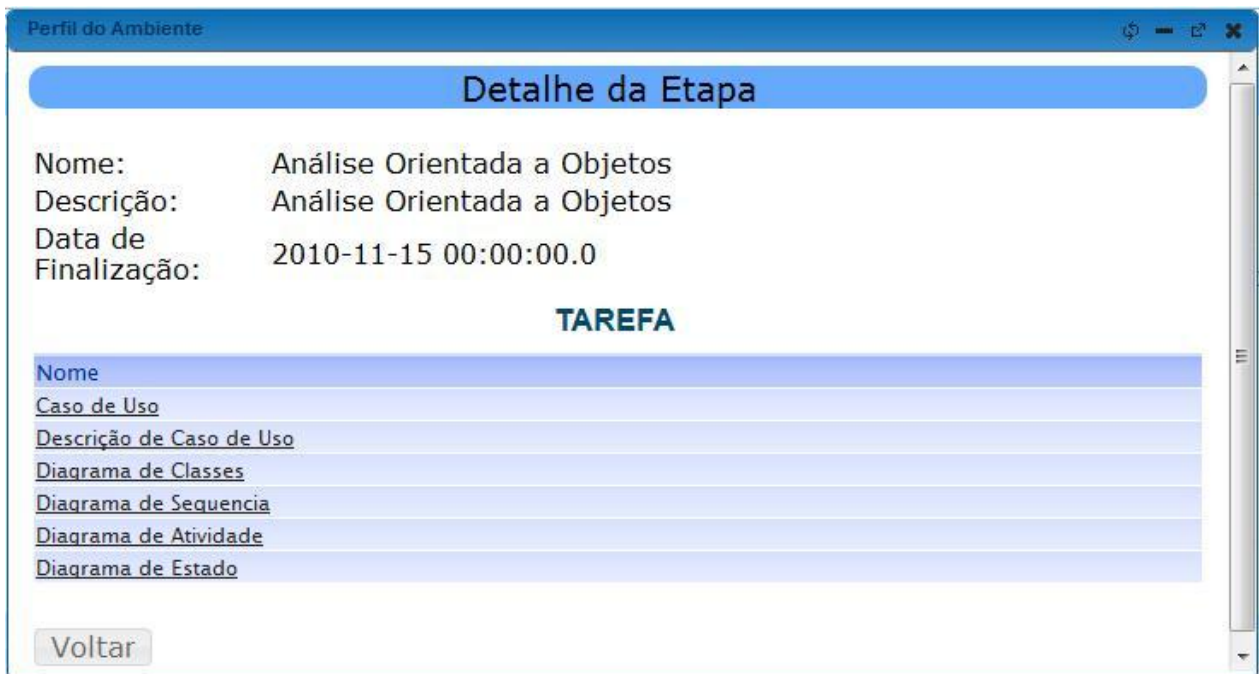 Perfil do Ambiente
Detalhe da Etapa
Nome: Análise Orientada a Objetos
Descrição: Análise Orientada a Objetos
Data de
Finalização: 2010-11-15 00:00:00.0
TAREFA
Nome
Caso de Uso
Descrição de Caso de Uso
Diagrama de Classes
Diagrama de Sequencia
Diagrama de Atividade
Diagrama de Estado
Voltar